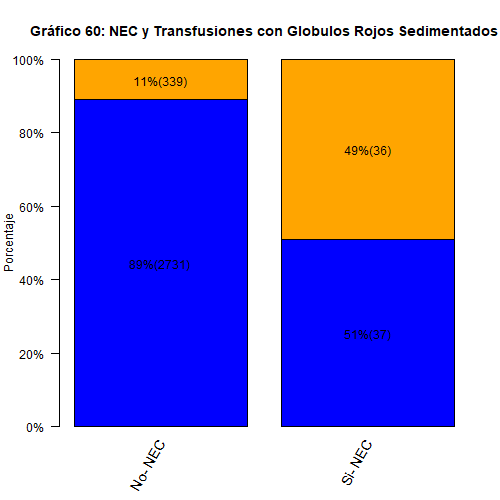 Gráfico 60: NEC y Transfusiones con Globulos Rojos Sedimentados
100%
80%
60%
40%
20%
0%
Porcentaje
11%(339)
89%(2731)
49%(36)
51%(37)
No- NEC
Si- NEC